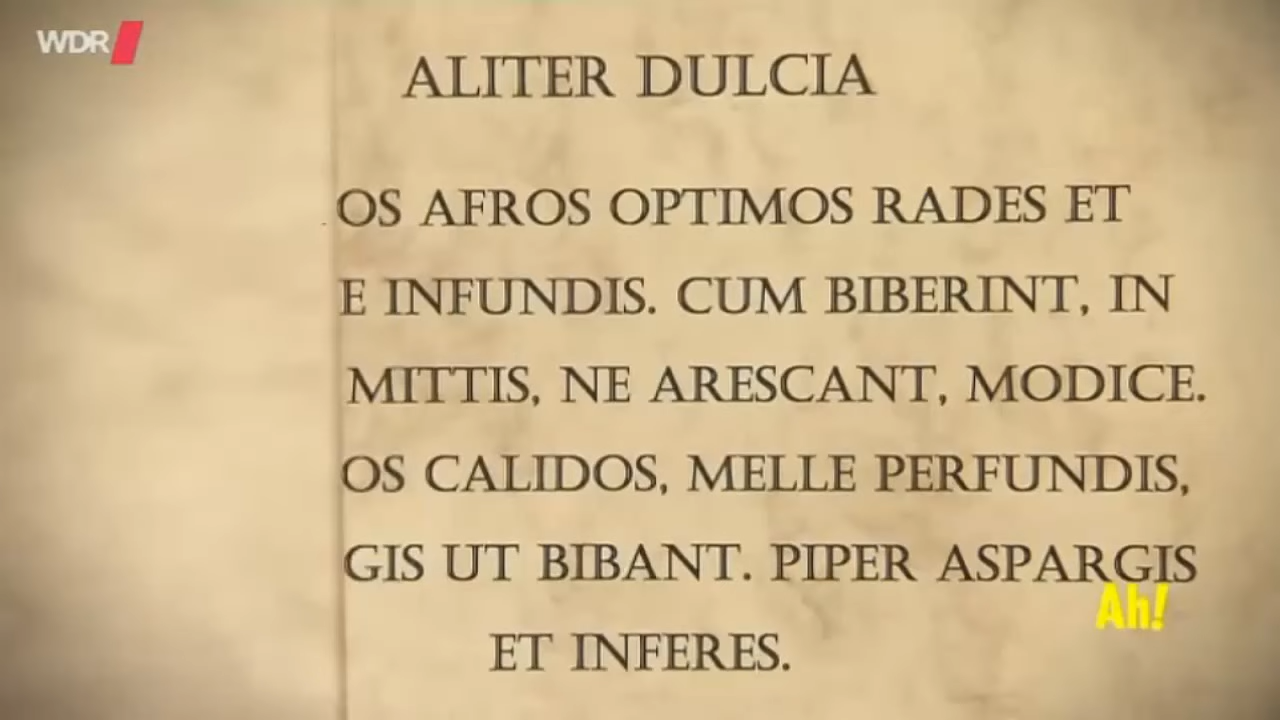 WDR
ALITER DULCIA
OS AFROS OPTIMOS RADES ET
E INFUNDIS. CUM BIBERINT, IN
MITTIS, NE ARESCANT, MODICE.
OS CALIDOS, MELLE PERFUNDIS,
GIS UT BIBANT. PIPER ASPARGIS
Ah!
ET INFERES.